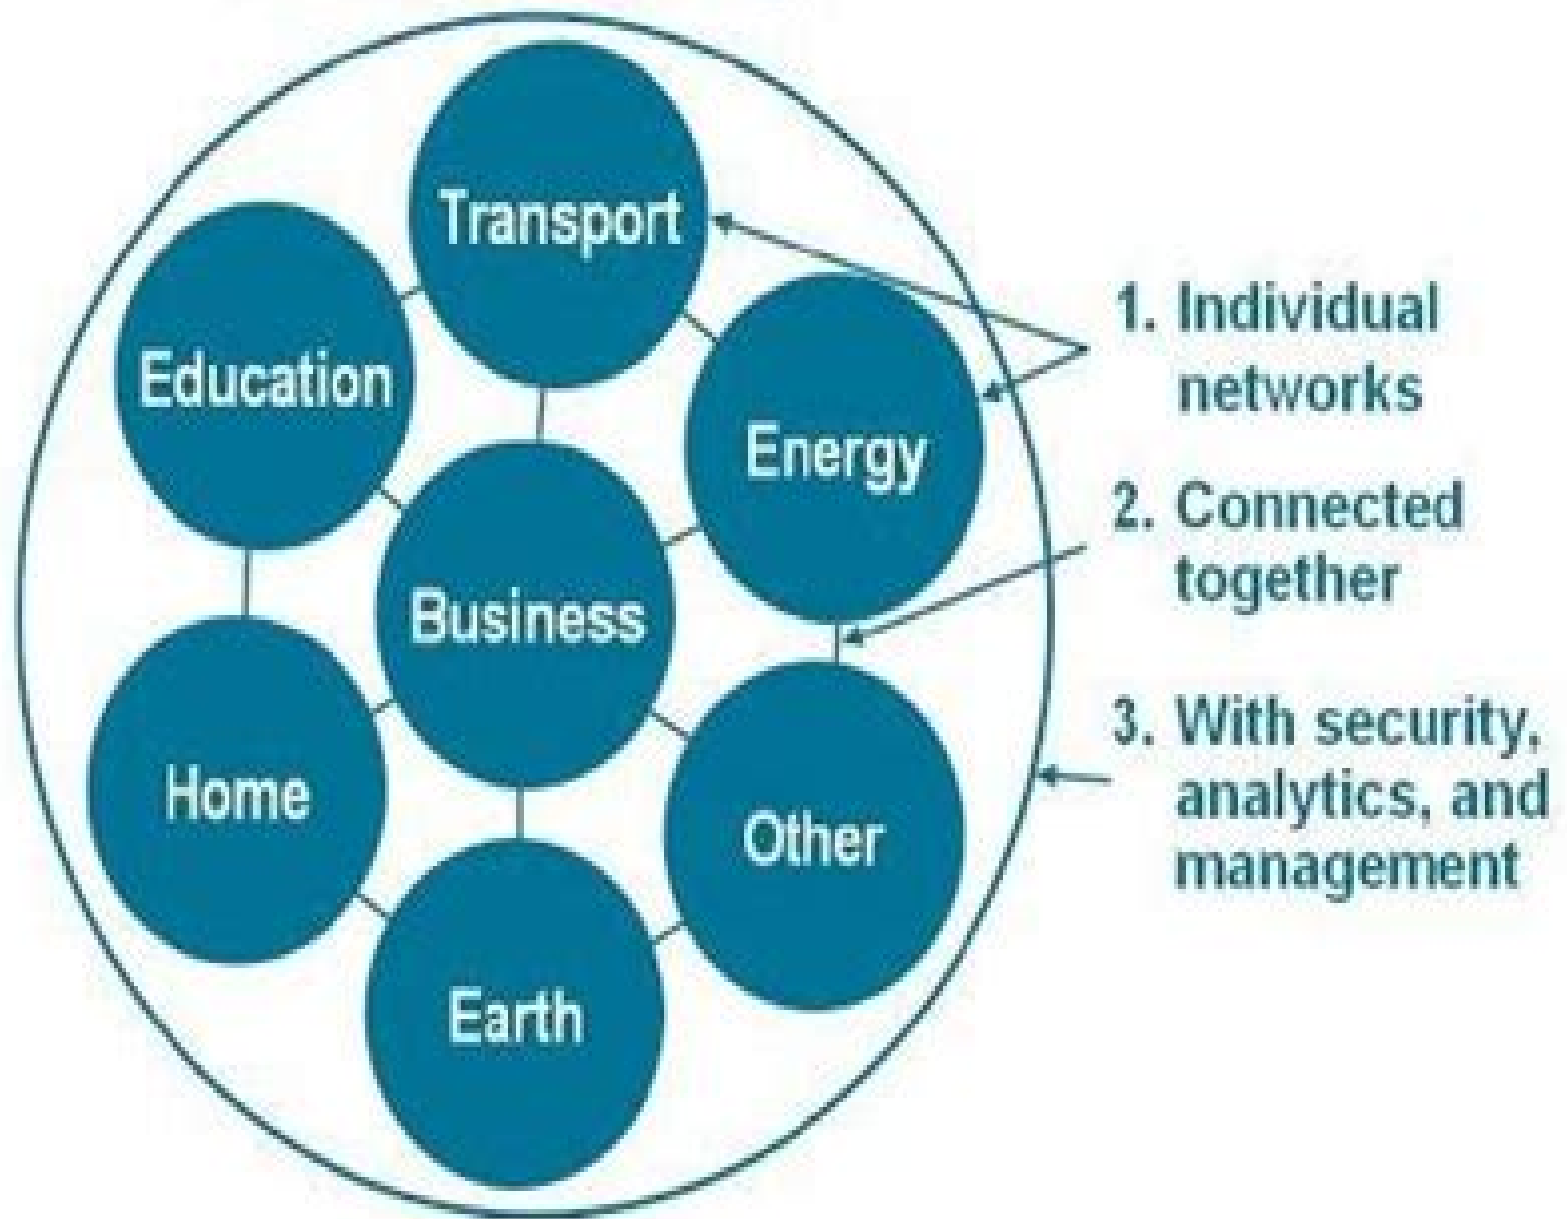 Transport
Education
Energy
Business
Home
Other
Earth
1. Individual
networks
2. Connected
together
3. With security,
analytics, and
management